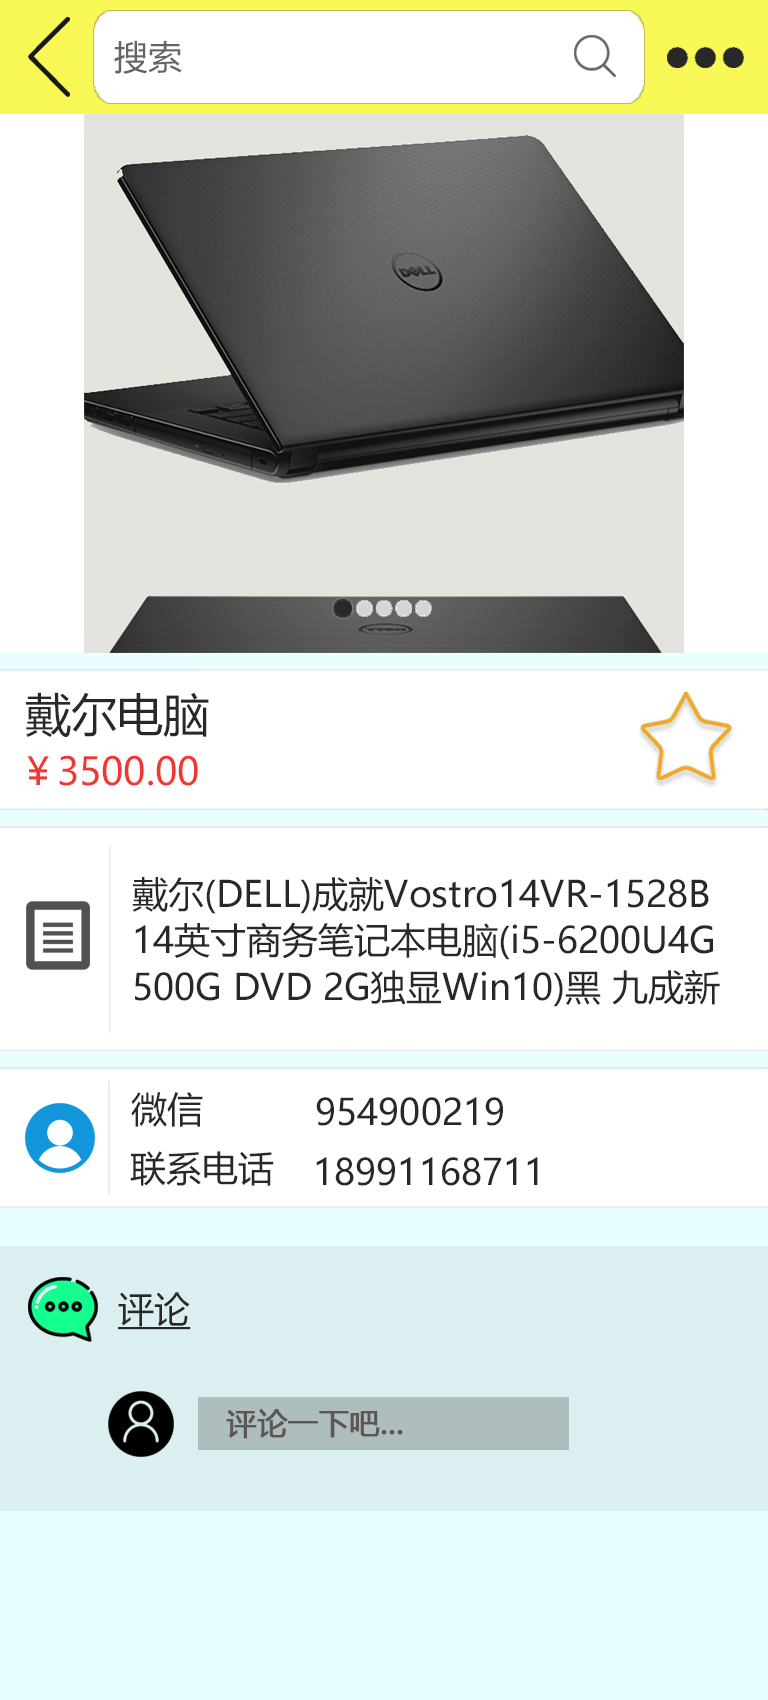 搜索
DELL
戴尔电脑
¥ 3500.00
戴尔(DELL)成就Vostro14VR-1528B
14英寸商务笔记本电脑(i5-6200U4G
500G DVD 2G独显Win10)黑 九成新
微信 954900219
联系电话 18991168711
评论
评论一下吧...